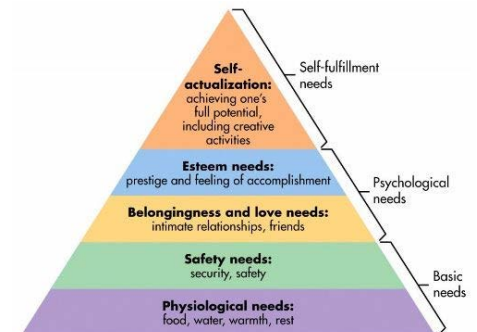 Self-
actualization:
achieving one's
full potential,
including creative
activities
Self-fulfillment
needs
Esteem needs:
prestige and feeling of accomplishment
Psychological
needs
Belongingness and love needs:
intimate relationships, friends
Safety needs:
security, safety
Basic
needs
Physiological needs:
food, water, warmth, rest